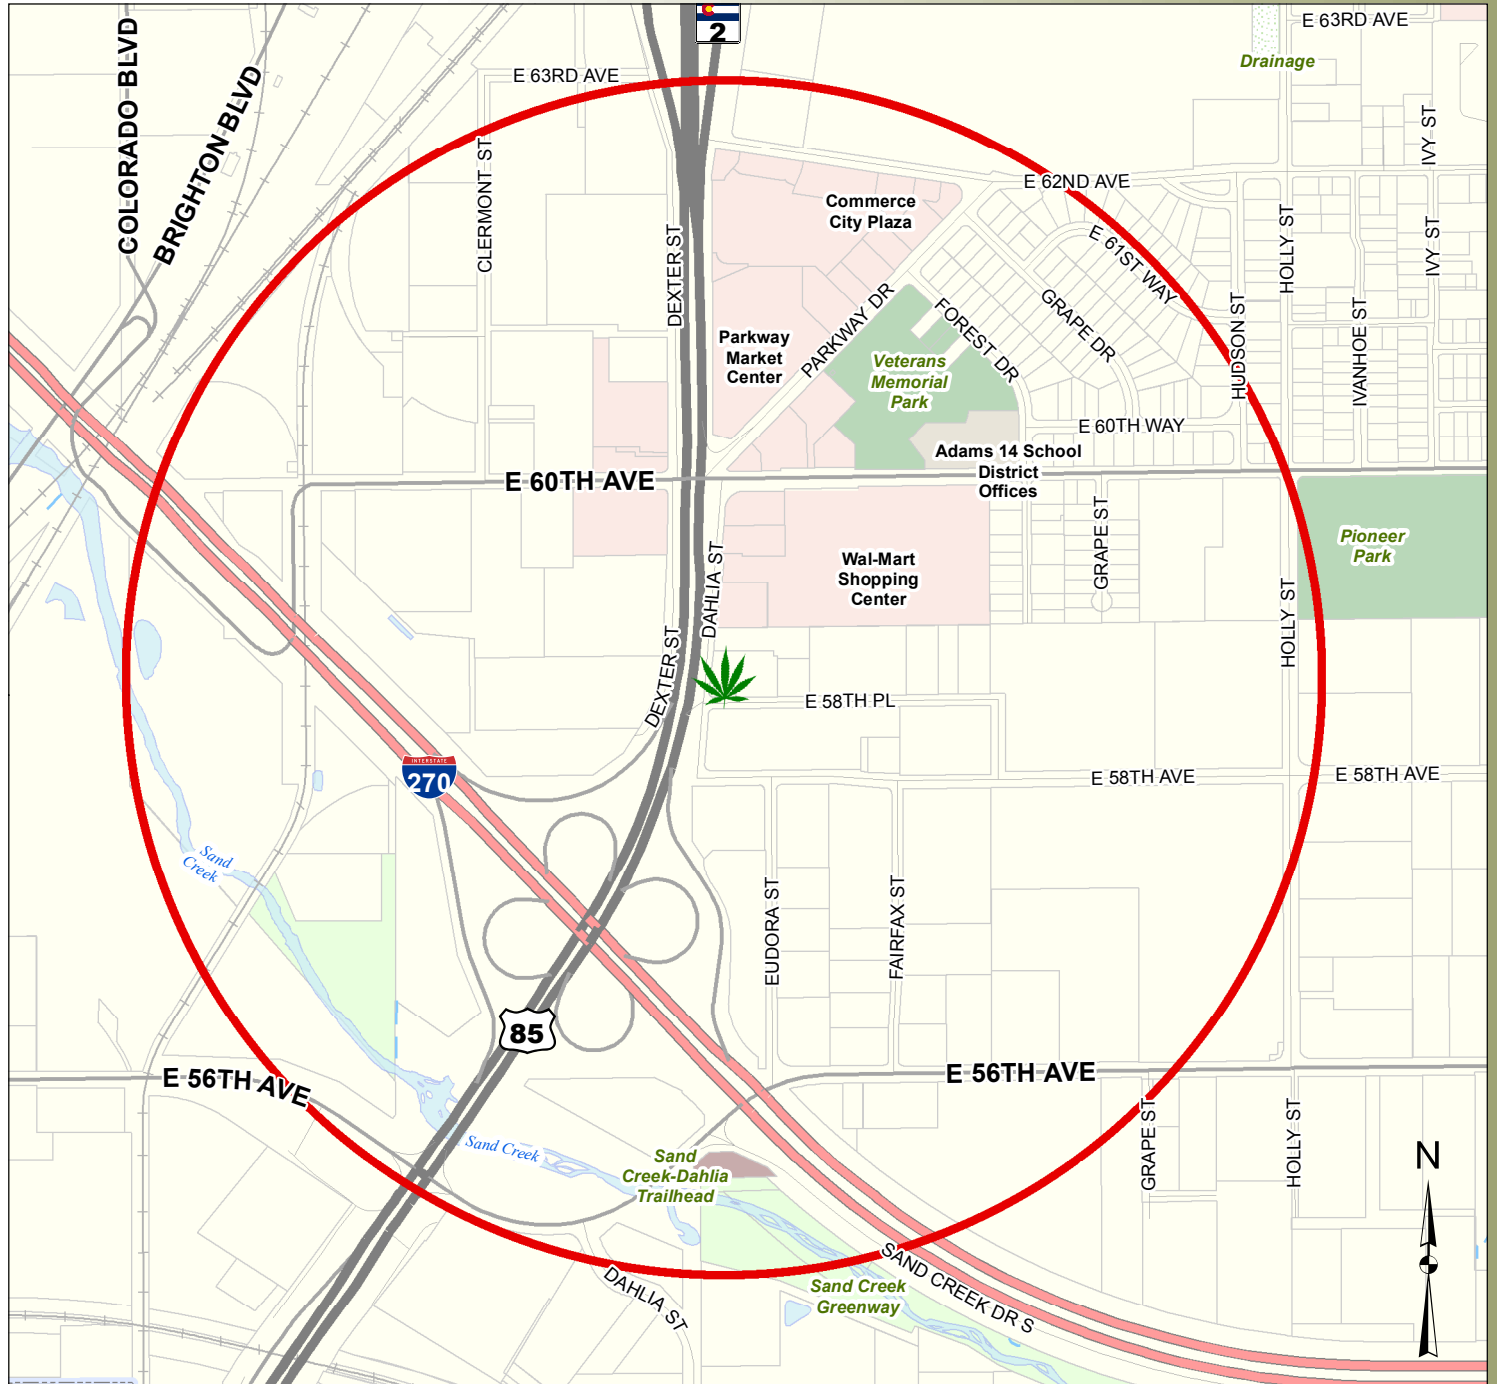 2
E 63RD AVE
E 63RD AVE
Drainage
COLORADO BLVD
BRIGHTON BLVD
CLERMONT ST
DEXTER ST
Commerce
City Plaza
E 62ND AVE
IVY ST
IVY ST
HOLLY ST
E 61ST WAY
GRAPE DR
FOREST DR
PARKWAY DR
HUDSON ST
IVANHOE ST
Parkway
Market
Center
Veterans
Memorial
Park
E 60TH WAY
Adams 14 School
District
Offices
E 60TH AVE
GRAPE ST
Pioneer
Park
Wal-Mart
Shopping
Center
DAHLIA ST
HOLLY ST
DEXTER ST
E 58TH PL
INTERSTATE
270
E 58TH AVE
E 58TH AVE
Sand
Creek
EUDORA ST
FAIRFAX ST
85
E 56TH AVE
E 56TH AVE
GRAPE ST
HOLLY ST
Sand Creek
Sand
Creek-Dahlia
Trailhead
N
SAND CREEK DR S
Sand Creek
Greenway
DAHLIA ST